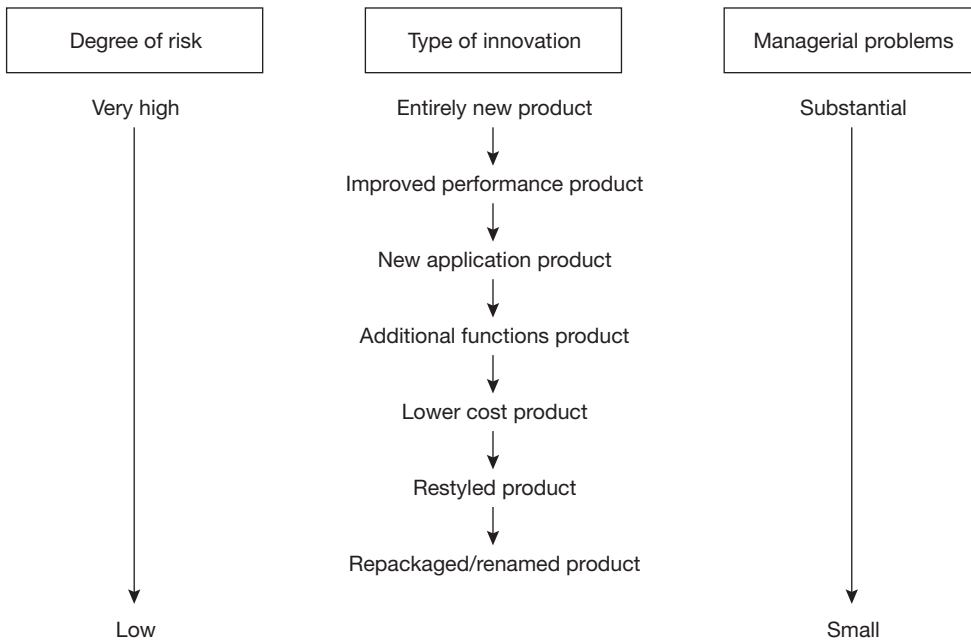 Degree of risk
Type of innovation
Managerial problems
Very high
Entirely new product
Substantial
Improved performance product
New application product
Additional functions product
Lower cost product
Restyled product
Repackaged/renamed product
Low
Small